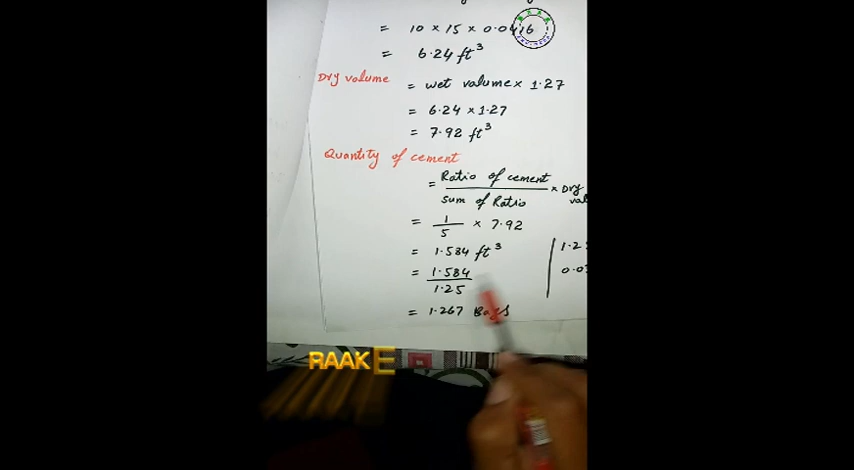 = 10 × 15 × 0.0416
= 6.24 ft³
Dry volume = wet volume × 1.27
= 6.24 × 1.27
= 7.92 ft³
Quantity of cement
= Ratio of cement / sum of Ratio × Dry
= 1/5 × 7.92
= 1.584 ft³
= 1.584/1.25
= 1.267 Bags
RAAKE